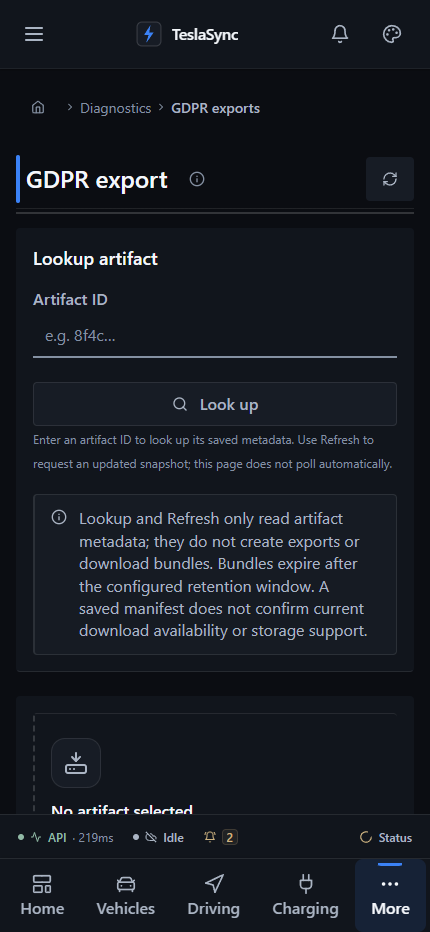 TeslaSync
Diagnostics GDPR exports
GDPR export
Lookup artifact
Artifact ID
e.g. 8f4c...
Look up
Enter an artifact ID to look up its saved metadata. Use Refresh to
request an updated snapshot; this page does not poll automatically.
Lookup and Refresh only read artifact
metadata; they do not create exports or
download bundles. Bundles expire after
the configured retention window. A
saved manifest does not confirm current
download availability or storage support.
No artifact selected
API · 219ms Idle 2 Status
Home Vehicles Driving Charging More